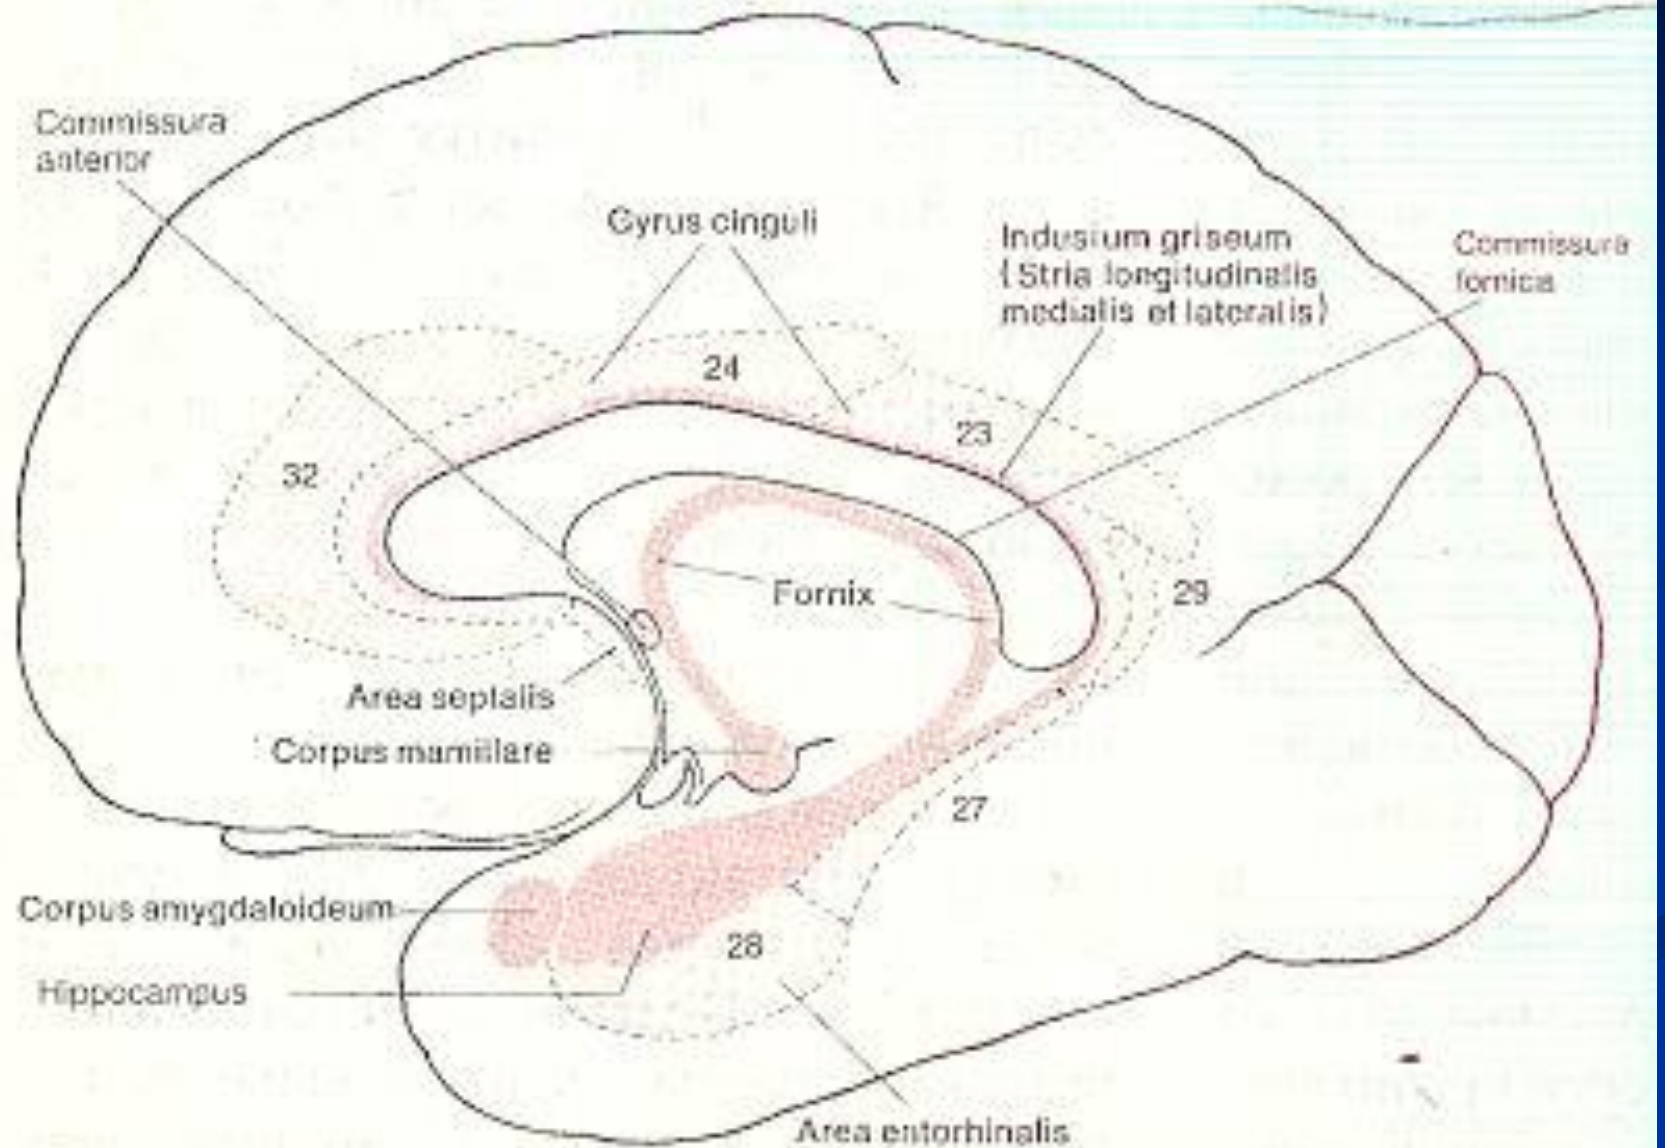 Commissura
anterior
Gyrus cinguli
Indusium griseum
(Stria longitudinalis
medialis et lateralis)
Commissura
fornica
24
23
32
29
Fornix
Area septalis
Corpus mamillare
27
Corpus amygdaloideum
28
Hippocampus
Area entorhinalis